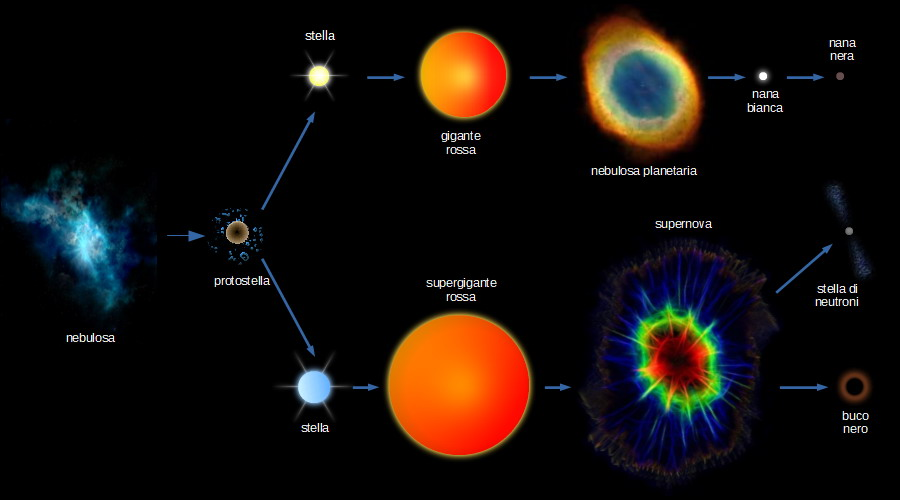 stella
gigante
rossa
nebulosa planetaria
nana
bianca
nana
nera
nebulosa
protostella
stella
supergigante
rossa
supernova
stella di
neutroni
buco
nero